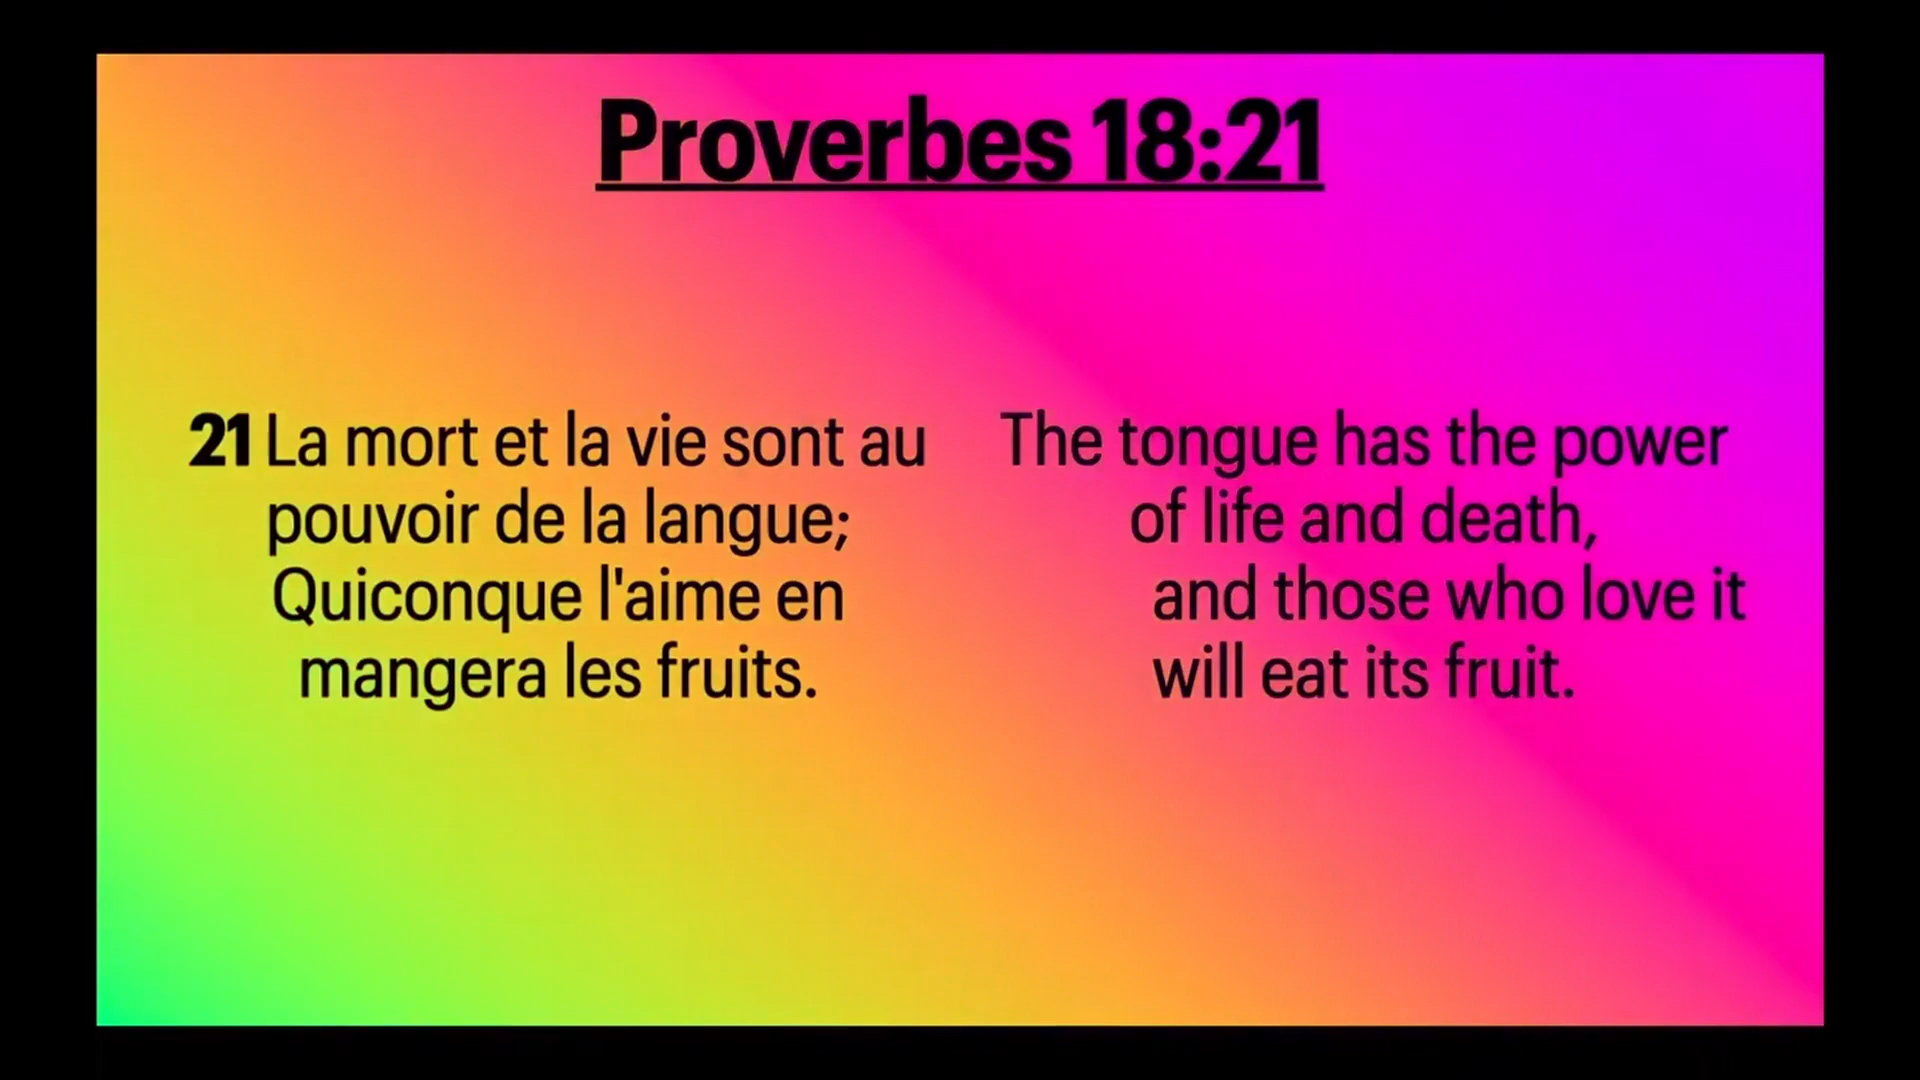 Proverbes 18:21
21 La mort et la vie sont au
pouvoir de la langue;
Quiconque l'aime en
mangera les fruits.
The tongue has the power
of life and death,
and those who love it
will eat its fruit.